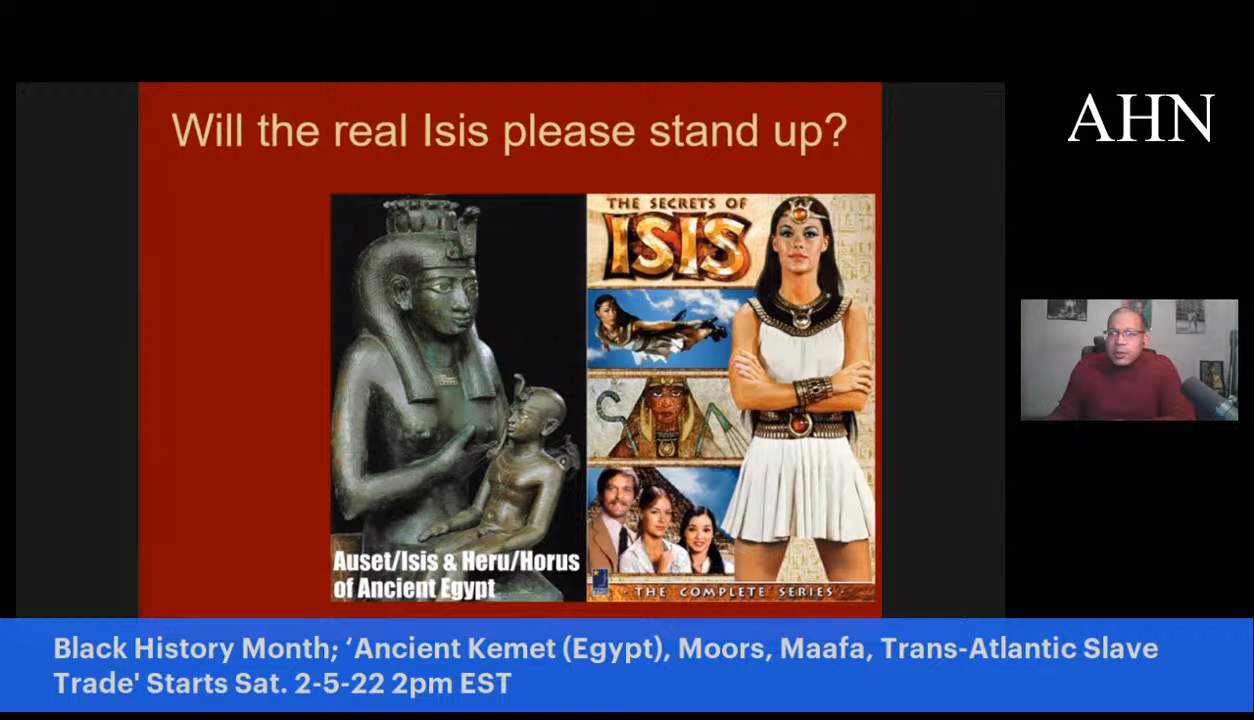 Will the real Isis please stand up?
AHN
THE SECRETS OF
ISIS
Auset/Isis & Heru/Horus
of Ancient Egypt
· THE COMPLETE SERIES ·
Black History Month; ‘Ancient Kemet (Egypt), Moors, Maafa, Trans-Atlantic Slave
Trade' Starts Sat. 2-5-22 2pm EST